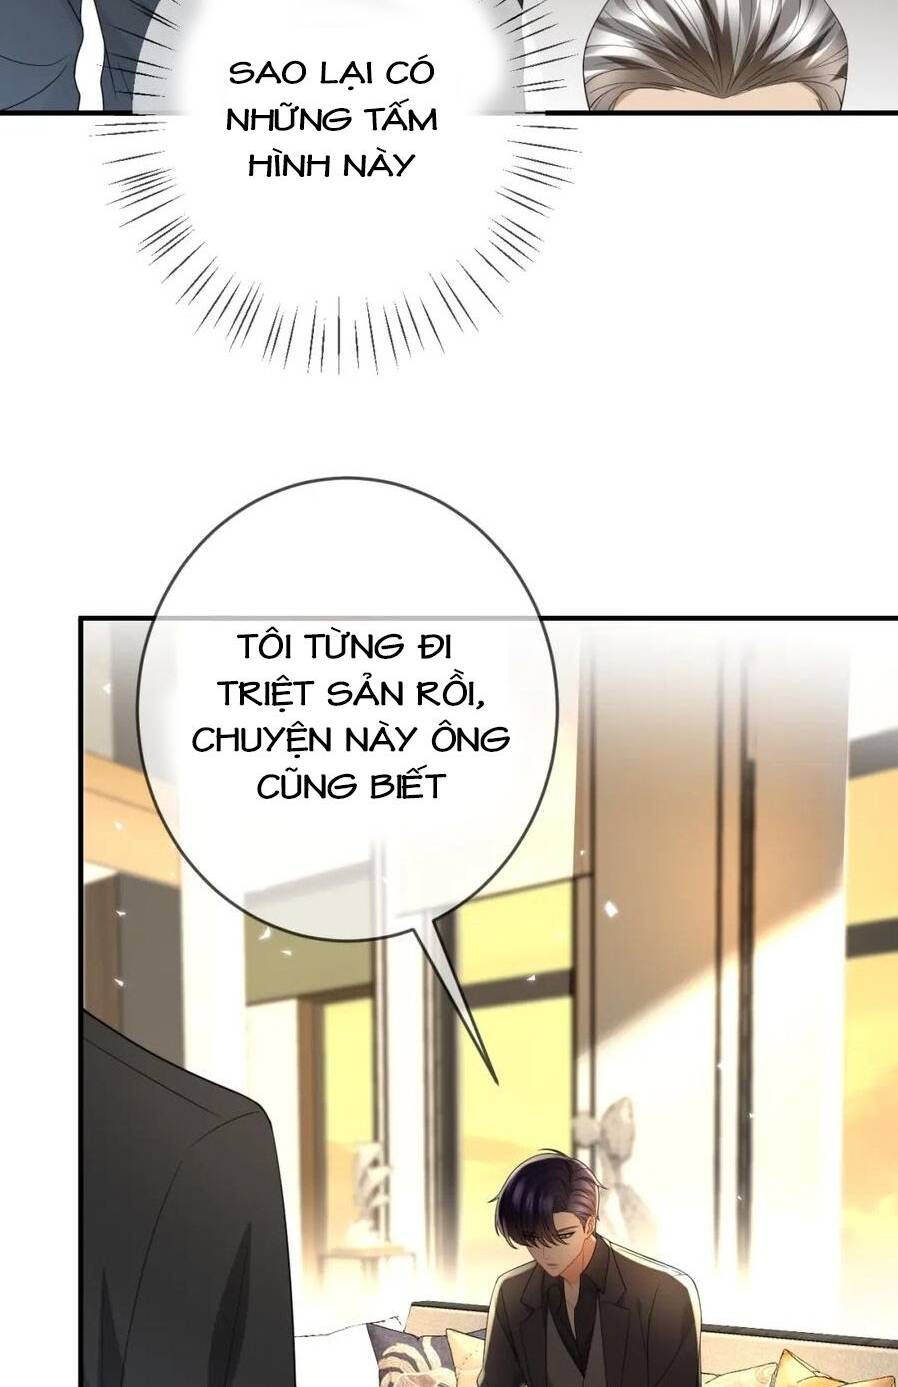 SAO LẠI CÓ
NHỮNG TẤM
HÌNH NÀY
TÔI TỪNG ĐI
TRIỆT SẢN RỒI,
CHUYỆN NÀY ÔNG
CŨNG BIẾT